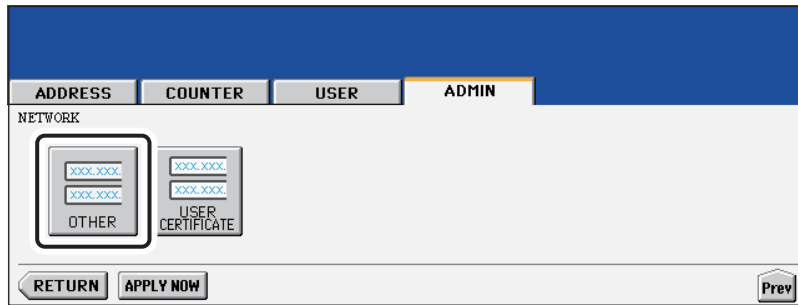 ADDRESS COUNTER USER ADMIN
NETWORK
XXX.XXX. XXX.XXX.
XXX.XXX. XXX.XXX.
OTHER USER
CERTIFICATE
RETURN APPLY NOW Prev